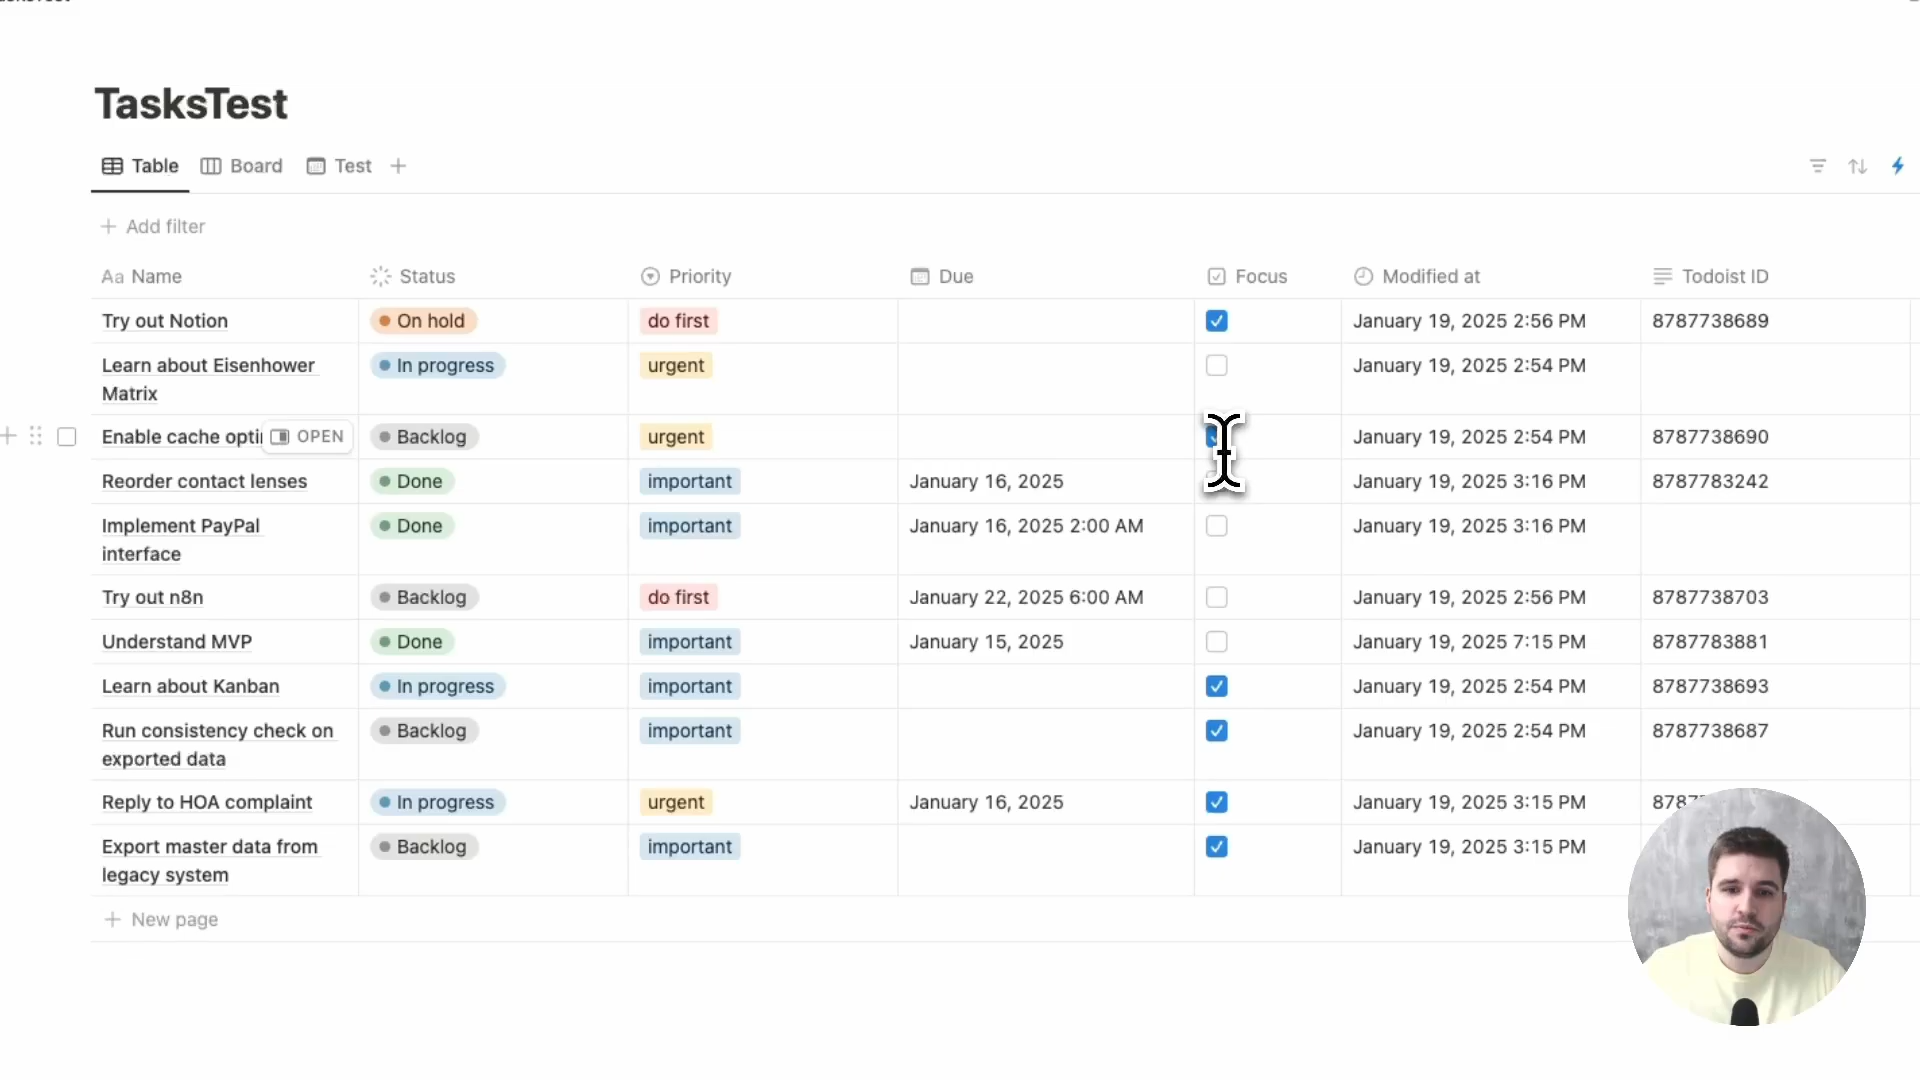 TasksTest
Table Board Test
Add filter
Aa Name Status Priority Due Focus Modified at Todoist ID
Try out Notion On hold do first January 19, 2025 2:56 PM 8787738689
Learn about Eisenhower In progress urgent January 19, 2025 2:54 PM
Matrix
Enable cache OPEN Backlog urgent January 19, 2025 2:54 PM 8787738690
Reorder contact lenses Done important January 16, 2025 January 19, 2025 3:16 PM 8787783242
Implement PayPal Done important January 16, 2025 2:00 AM January 19, 2025 3:16 PM
interface
Try out n8n Backlog do first January 22, 2025 6:00 AM January 19, 2025 2:56 PM 8787738703
Understand MVP Done important January 15, 2025 January 19, 2025 7:15 PM 8787783881
Learn about Kanban In progress important January 19, 2025 2:54 PM 8787738693
Run consistency check on Backlog important January 19, 2025 2:54 PM 8787738687
exported data
Reply to HOA complaint In progress urgent January 16, 2025 January 19, 2025 3:15 PM
Export master data from Backlog important January 19, 2025 3:15 PM
legacy system
New page